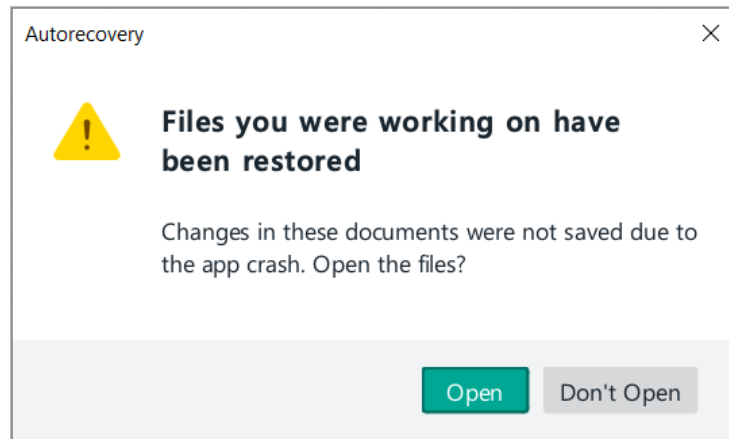 Autorecovery
Files you were working on have
been restored
Changes in these documents were not saved due to
the app crash. Open the files?
Open
Don't Open